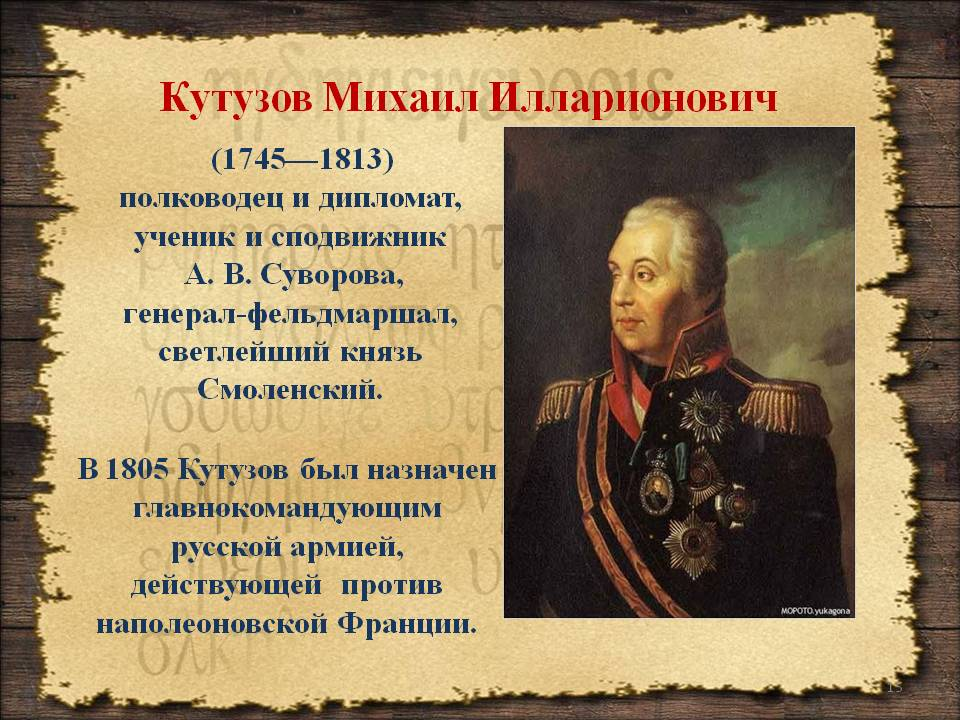 Кутузов Михаил Илларионович
(1745—1813)
полководец и дипломат,
ученик и сподвижник
А. В. Суворова,
генерал-фельдмаршал,
светлейший князь
Смоленский.
В 1805 Кутузов был назначен
главнокомандующим
русской армией,
действующей против
наполеоновской Франции.
MOPOTO.yukagona
13